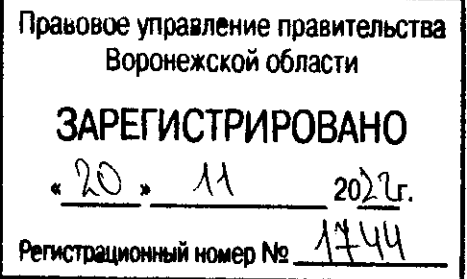 Правовое управление правительства
Воронежской области
ЗАРЕГИСТРИРОВАНО
« 20 » 11 2022г.
Регистрационный номер № 1744